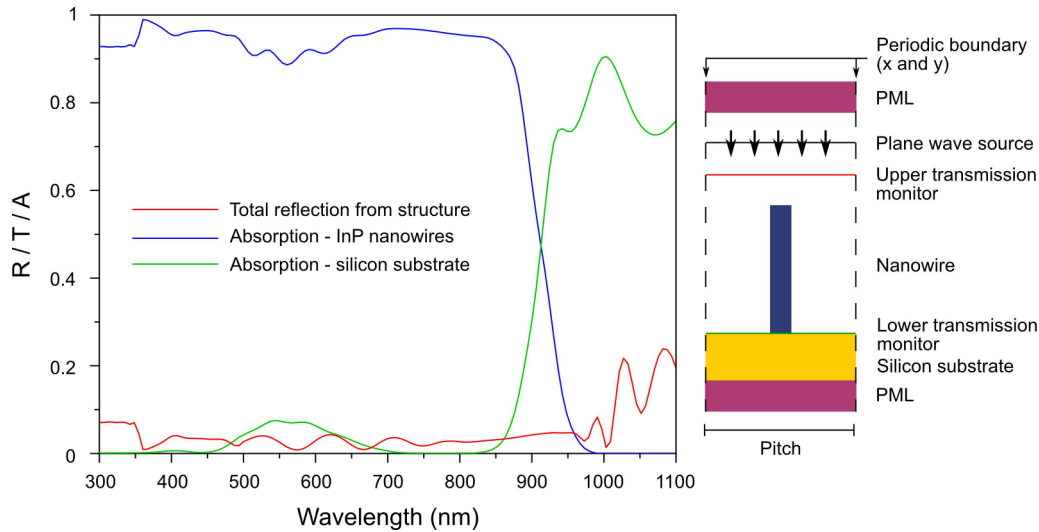 1
0.8
0.6
0.4
0.2
0
R / T / A
Total reflection from structure
Absorption - InP nanowires
Absorption - silicon substrate
300 400 500 600 700 800 900 1000 1100
Wavelength (nm)
Periodic boundary
(x and y)
PML
Plane wave source
Upper transmission
monitor
Nanowire
Lower transmission
monitor
Silicon substrate
PML
Pitch